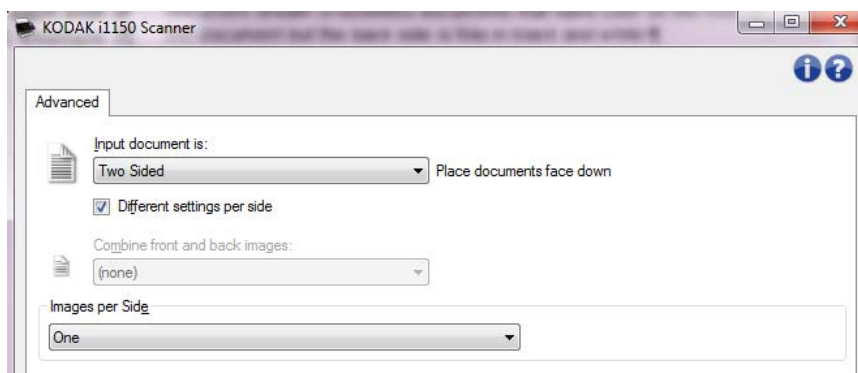 KODAK i1150 Scanner
Advanced
Input document is:
Two Sided
Place documents face down
Different settings per side
Combine front and back images:
(none)
Images per Side
One